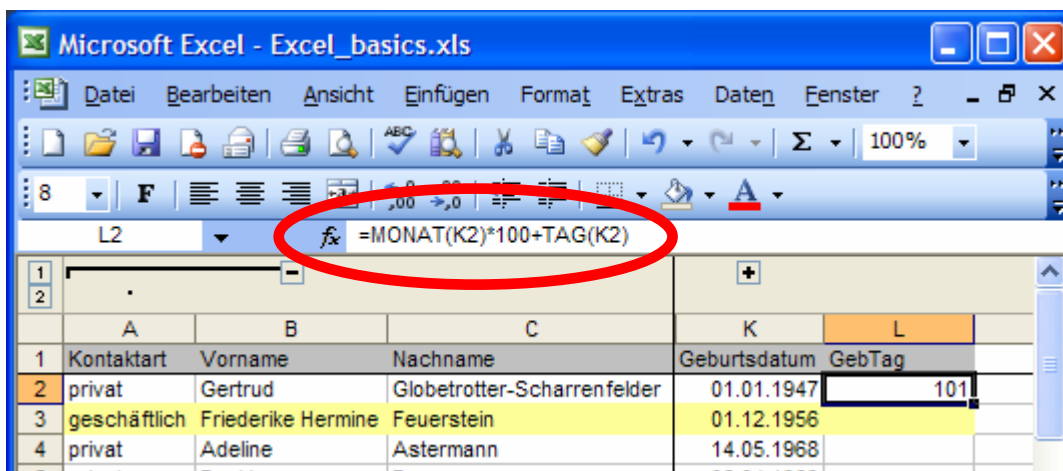 Microsoft Excel - Excel_basics.xls
Datei Bearbeiten Ansicht Einfügen Format Extras Daten Fenster ?
ABC Σ 100%
8 F A
L2 fx =MONAT(K2)*100+TAG(K2)
1
2
A B C K L
1 Kontaktart Vorname Nachname Geburtsdatum GebTag
2 privat Gertrud Globetrotter-Scharrenfelder 01.01.1947 101
3 geschäftlich Friederike Hermine Feuerstein 01.12.1956
4 privat Adeline Astermann 14.05.1968